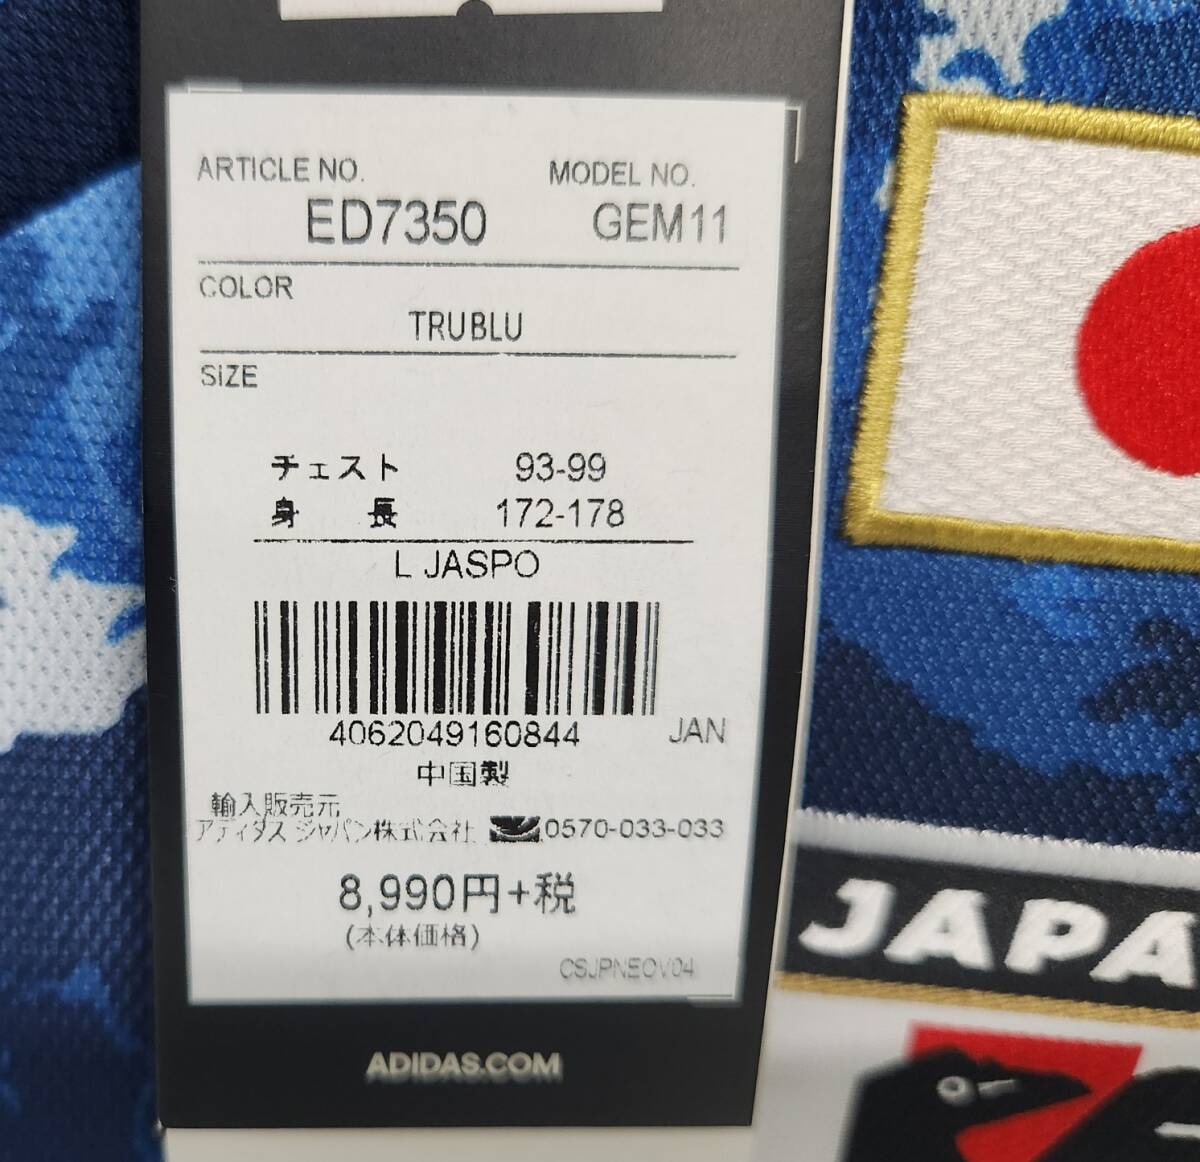 ARTICLE NO. MODEL NO.
ED7350 GEM11
COLOR
TRUBLU
SIZE
チェスト 93-99
身長 172-178
L JASPO
4062049160844 JAN
中国製
輸入販売元
アディダス ジャパン株式会社 0570-033-033
8,990円+税
(本体価格)
CSJPNEOV04
ADIDAS.COM
JAPA